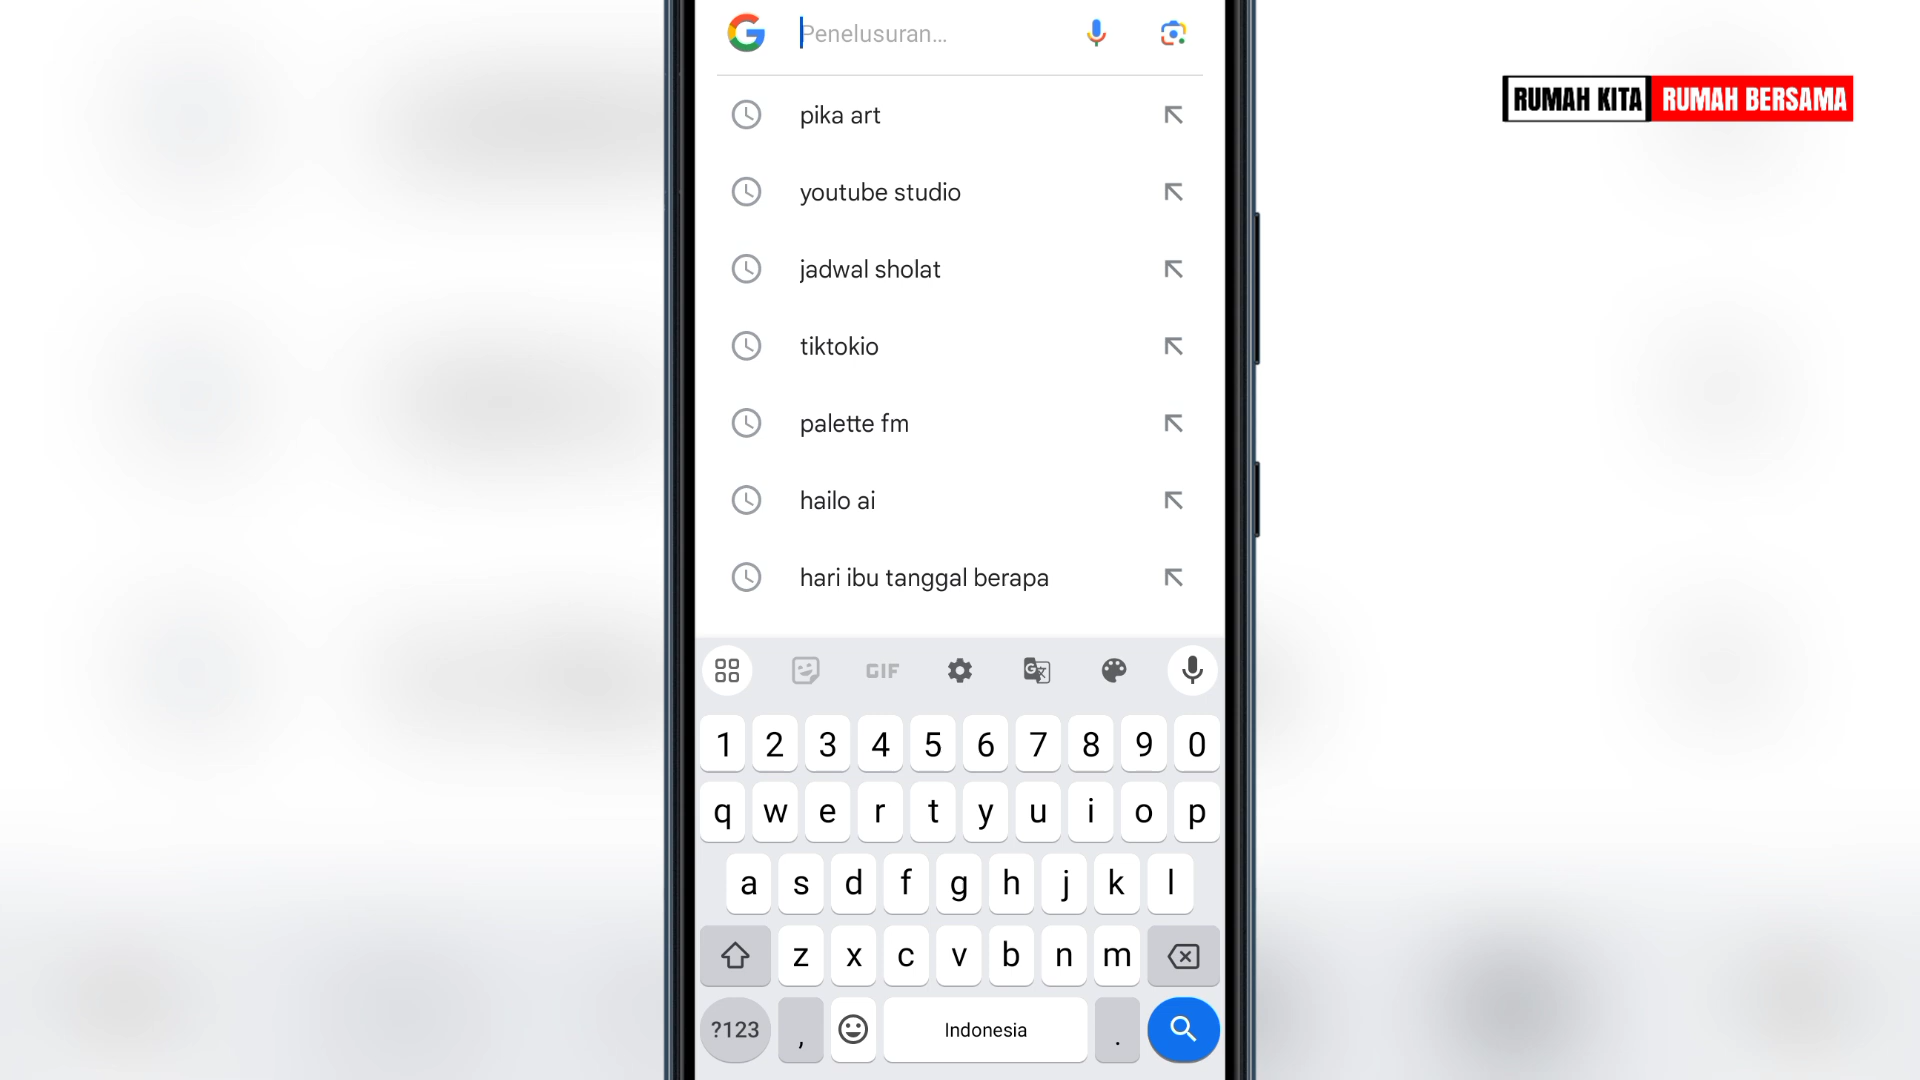 Penelusuran...
RUMAH KITA RUMAH BERSAMA
pika art
youtube studio
jadwal sholat
tiktokio
palette fm
hailo ai
hari ibu tanggal berapa
GIF
1 2 3 4 5 6 7 8 9 0
q w e r t y u i o p
a s d f g h j k l
z x c v b n m
?123 , Indonesia .